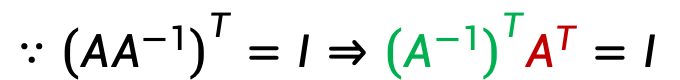 ∵ (AA⁻¹)ᵀ = I ⇒ (A⁻¹)ᵀAᵀ = I